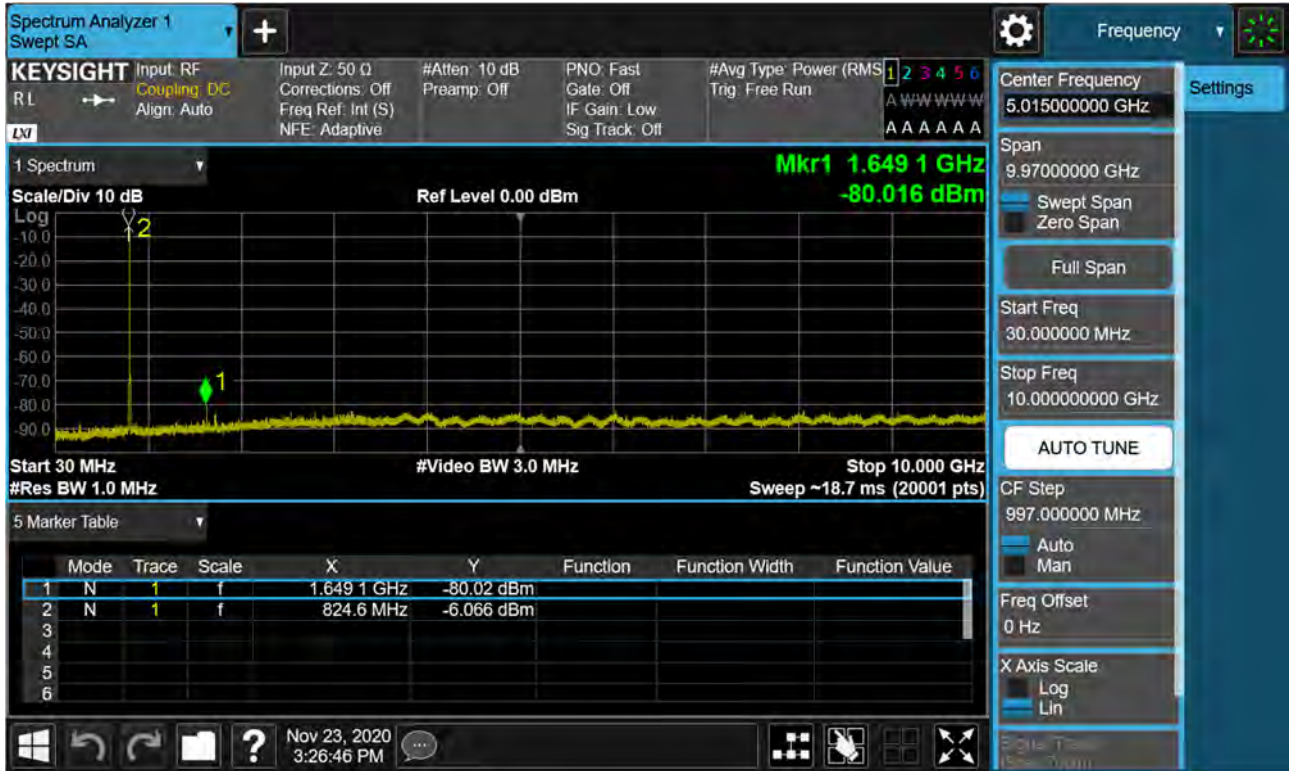 Spectrum Analyzer 1
Swept SA
Frequency
KEYSIGHT
R L
LXI
Input: RF
Coupling: DC
Align: Auto
Input Z: 50 Ω
Corrections: Off
Freq Ref: Int (S)
NFE: Adaptive
#Atten: 10 dB
Preamp: Off
PNO: Fast
Gate: Off
IF Gain: Low
Sig Track: Off
#Avg Type: Power (RMS
Trig: Free Run
1 2 3 4 5 6
A W W W W W
A A A A A A
1 Spectrum
Mkr1 1.649 1 GHz
-80.016 dBm
Scale/Div 10 dB
Ref Level 0.00 dBm
Log
-10.0
-20.0
-30.0
-40.0
-50.0
-60.0
-70.0
-80.0
-90.0
2
1
Start 30 MHz
#Video BW 3.0 MHz
Stop 10.000 GHz
#Res BW 1.0 MHz
Sweep ~18.7 ms (20001 pts)
5 Marker Table
Mode Trace Scale X Y Function Function Width Function Value
1 N 1 f 1.649 1 GHz -80.02 dBm
2 N 1 f 824.6 MHz -6.066 dBm
3
4
5
6
Nov 23, 2020
3:26:46 PM
Center Frequency
5.015000000 GHz
Settings
Span
9.97000000 GHz
Swept Span
Zero Span
Full Span
Start Freq
30.000000 MHz
Stop Freq
10.000000000 GHz
AUTO TUNE
CF Step
997.000000 MHz
Auto
Man
Freq Offset
0 Hz
X Axis Scale
Log
Lin